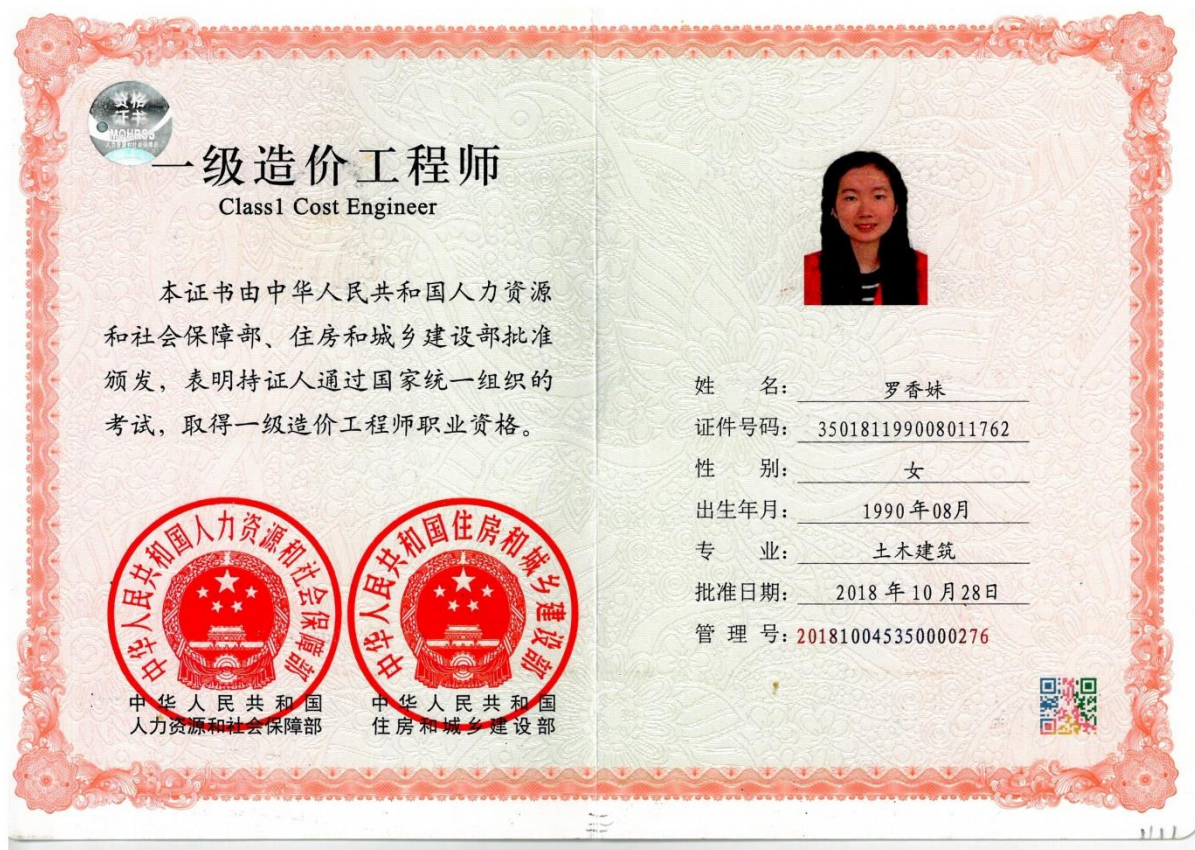 资格
证书
MOHRSS
一级造价工程师
Class1 Cost Engineer
本证书由中华人民共和国人力资源
和社会保障部、住房和城乡建设部批准
颁发，表明持证人通过国家统一组织的
考试，取得一级造价工程师职业资格。
中华人民共和国人力资源和社会保障部
中华人民共和国
人力资源和社会保障部
中华人民共和国住房和城乡建设部
中华人民共和国
住房和城乡建设部
姓 名：罗香妹
证件号码：350181199008011762
性 别：女
出生年月：1990年08月
专 业：土木建筑
批准日期：2018年10月28日
管 理 号：201810045350000276